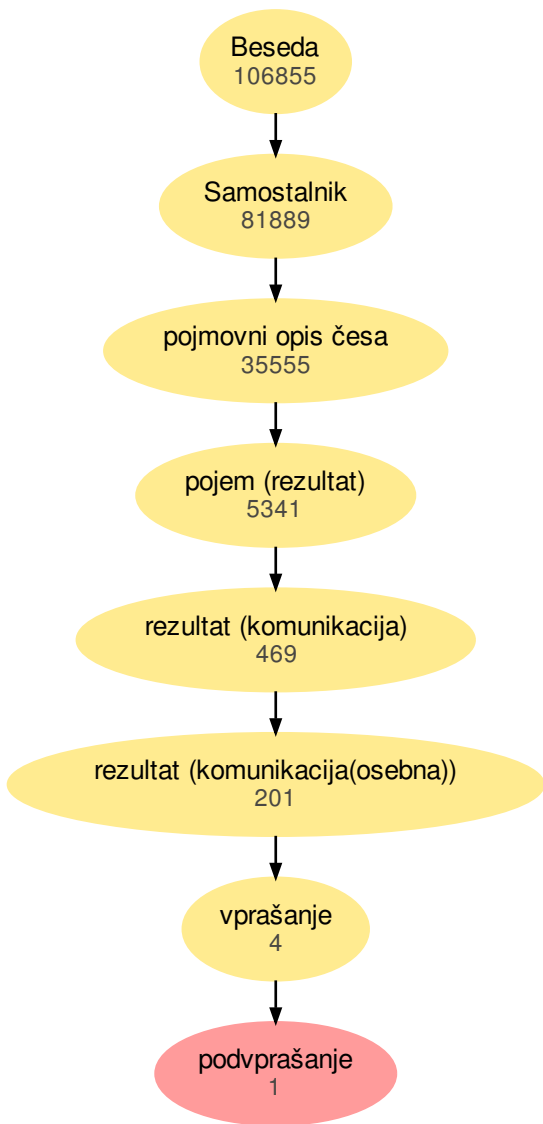 Beseda
106855
Samostalnik
81889
pojmovni opis česa
35555
pojem (rezultat)
5341
rezultat (komunikacija)
469
rezultat (komunikacija(osebna))
201
vprašanje
4
podvprašanje
1